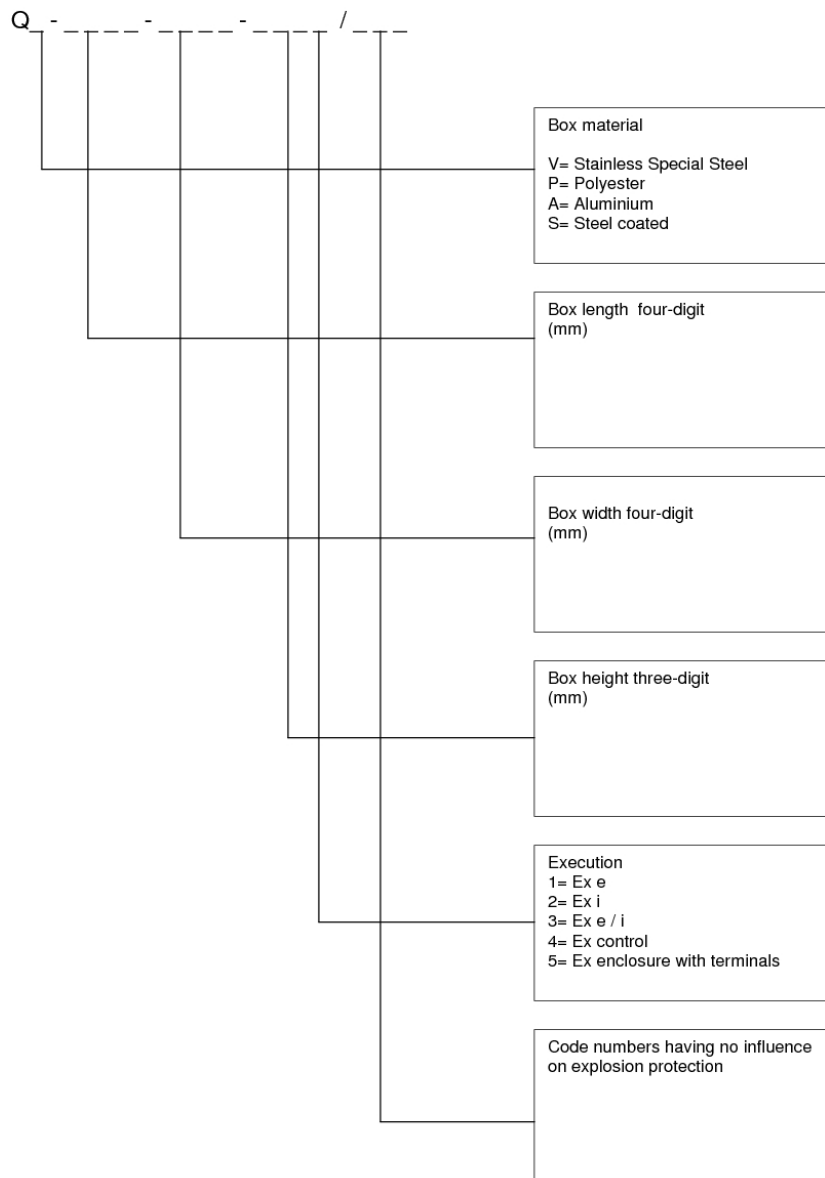 Q_-_ _ _ _-_ _ _ _-_ _ _ _/_ _ _
Box material
V= Stainless Special Steel
P= Polyester
A= Aluminium
S= Steel coated
Box length four-digit
(mm)
Box width four-digit
(mm)
Box height three-digit
(mm)
Execution
1= Ex e
2= Ex i
3= Ex e / i
4= Ex control
5= Ex enclosure with terminals
Code numbers having no influence
on explosion protection